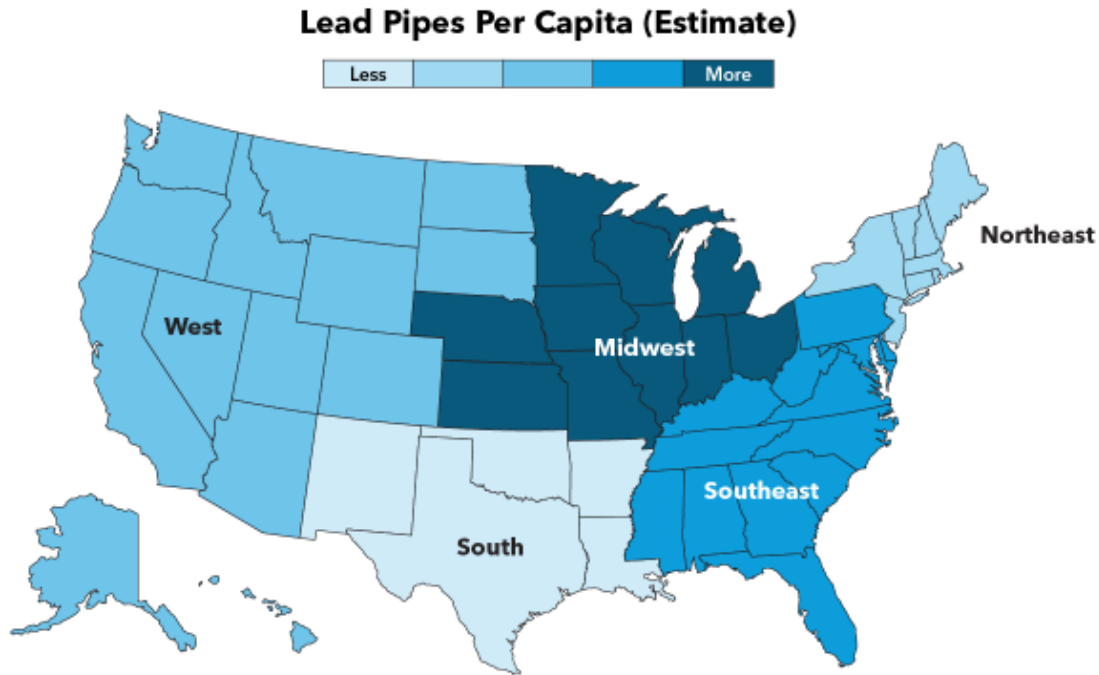 Lead Pipes Per Capita (Estimate)
Less
More
Northeast
West
Midwest
Southeast
South